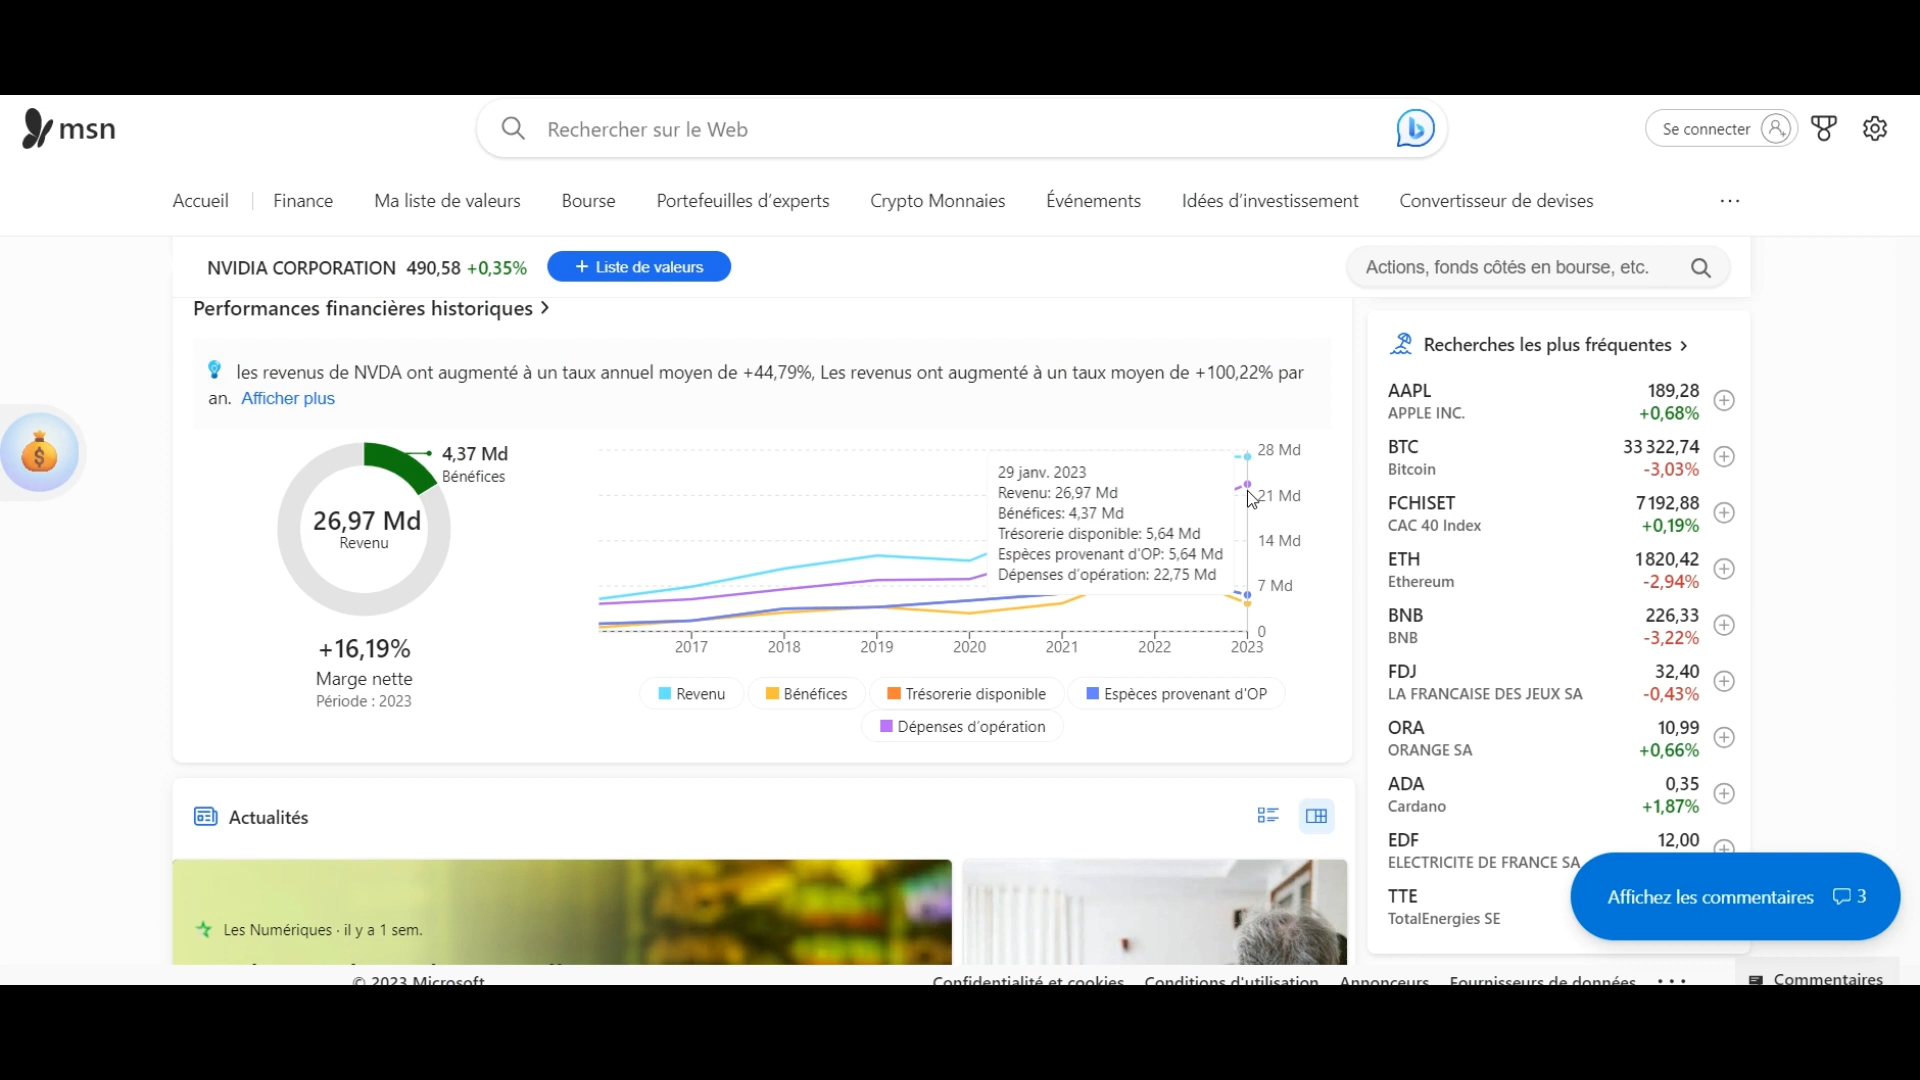 msn
Rechercher sur le Web
Se connecter
Accueil
Finance
Ma liste de valeurs
Bourse
Portefeuilles d'experts
Crypto Monnaies
Événements
Idées d'investissement
Convertisseur de devises
NVIDIA CORPORATION 490,58 +0,35%
+ Liste de valeurs
Actions, fonds côtés en bourse, etc.
Performances financières historiques >
les revenus de NVDA ont augmenté à un taux annuel moyen de +44,79%, Les revenus ont augmenté à un taux moyen de +100,22% par
an. Afficher plus
4,37 Md
Bénéfices
26,97 Md
Revenu
+16,19%
Marge nette
Période : 2023
29 janv. 2023
Revenu: 26,97 Md
Bénéfices: 4,37 Md
Trésorerie disponible: 5,64 Md
Espèces provenant d'OP: 5,64 Md
Dépenses d'opération: 22,75 Md
28 Md
21 Md
14 Md
7 Md
0
2017 2018 2019 2020 2021 2022 2023
Revenu
Bénéfices
Trésorerie disponible
Espèces provenant d'OP
Dépenses d'opération
Recherches les plus fréquentes >
AAPL 189,28
APPLE INC. +0,68%
BTC 33 322,74
Bitcoin -3,03%
FCHISET 7 192,88
CAC 40 Index +0,19%
ETH 1 820,42
Ethereum -2,94%
BNB 226,33
BNB -3,22%
FDJ 32,40
LA FRANCAISE DES JEUX SA -0,43%
ORA 10,99
ORANGE SA +0,66%
ADA 0,35
Cardano +1,87%
EDF 12,00
ELECTRICITE DE FRANCE SA
TTE
TotalEnergies SE
Affichez les commentaires 3
Actualités
Les Numériques · il y a 1 sem.
© 2023 Microsoft
Confidentialité et cookies
Conditions d'utilisation
Annonceurs
Fournisseurs de données
Commentaires